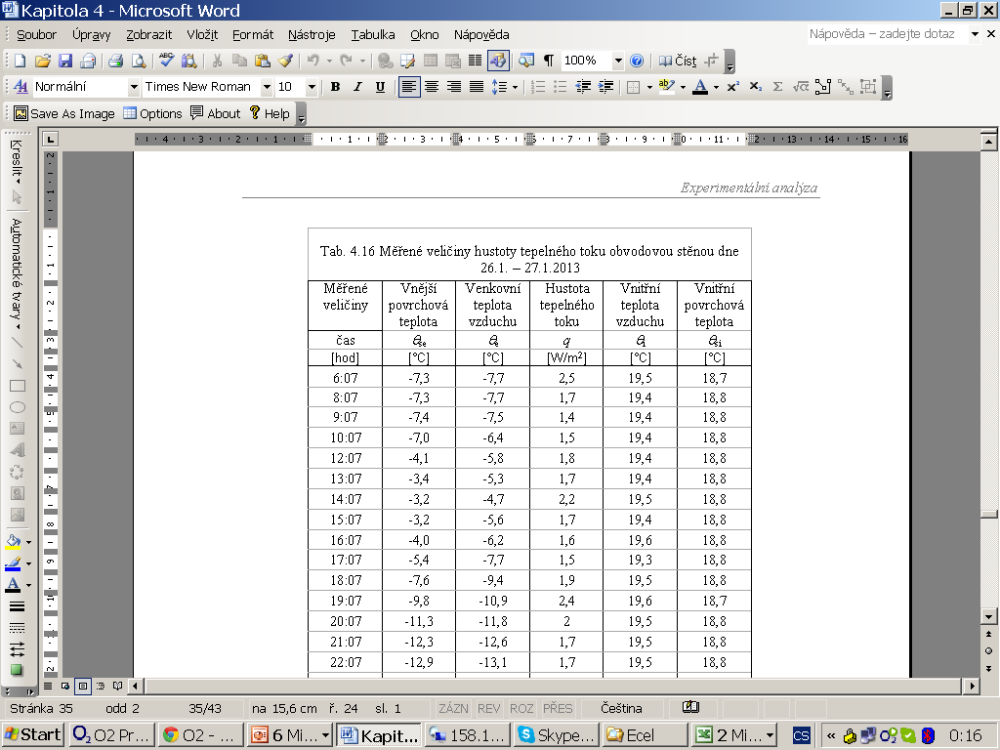 Kapitola 4 - Microsoft Word
Soubor Úpravy Zobrazit Vložit Formát Nástroje Tabulka Okno Nápověda Nápověda – zadejte dotaz
100% Číst
Normální Times New Roman 10 B I U
Save As Image Options About Help
Kreslit
Automatické tvary
Experimentální analýza
Tab. 4.16 Měřené veličiny hustoty tepelného toku obvodovou stěnou dne
26.1. – 27.1.2013
Měřené veličiny Vnější povrchová teplota Venkovní teplota vzduchu Hustota tepelného toku Vnitřní teplota vzduchu Vnitřní povrchová teplota
čas θse θe q θi θsi
[hod] [°C] [°C] [W/m²] [°C] [°C]
6:07 -7,3 -7,7 2,5 19,5 18,7
8:07 -7,3 -7,7 1,7 19,4 18,8
9:07 -7,4 -7,5 1,4 19,4 18,8
10:07 -7,0 -6,4 1,5 19,4 18,8
12:07 -4,1 -5,8 1,8 19,4 18,8
13:07 -3,4 -5,3 1,7 19,4 18,8
14:07 -3,2 -4,7 2,2 19,5 18,8
15:07 -3,2 -5,6 1,7 19,4 18,8
16:07 -4,0 -6,2 1,6 19,6 18,8
17:07 -5,4 -7,7 1,5 19,3 18,8
18:07 -7,6 -9,4 1,9 19,5 18,8
19:07 -9,8 -10,9 2,4 19,6 18,7
20:07 -11,3 -11,8 2 19,5 18,8
21:07 -12,3 -12,6 1,7 19,5 18,8
22:07 -12,9 -13,1 1,7 19,5 18,8
Stránka 35 odd 2 35/43 na 15,6 cm ř. 24 sl. 1 ZÁZN REV ROZ PŘES Čeština
Start O2 Pr... O2 - ... 6 Mi... Kapit... 158.1... Skype... Ecel 2 Mi... CS « 0:16